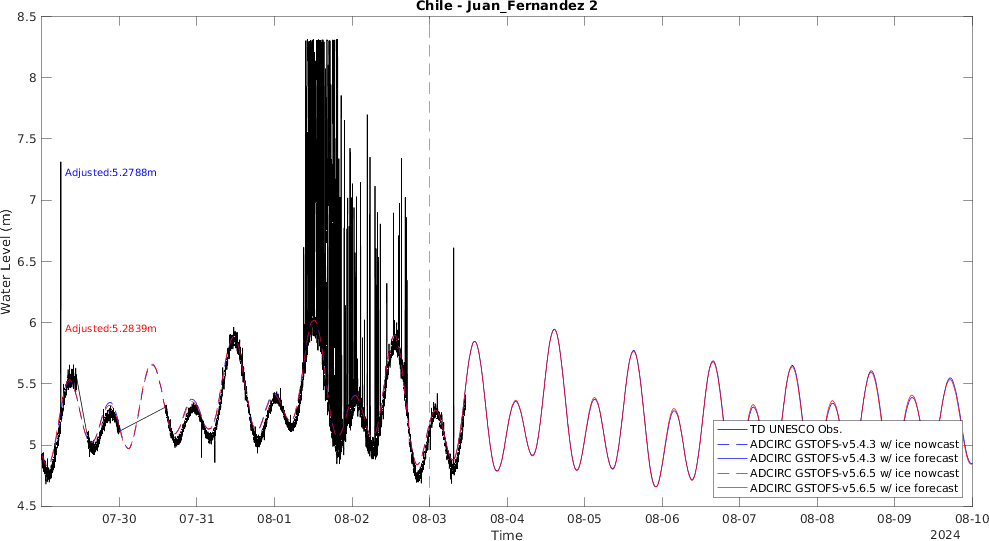 Chile - Juan_Fernandez 2
8.5
8
7.5
7
6.5
6
5.5
5
4.5
Water Level (m)
Adjusted:5.2788m
Adjusted:5.2839m
TD UNESCO Obs.
ADCIRC GSTOFS-v5.4.3 w/ ice nowcast
ADCIRC GSTOFS-v5.4.3 w/ ice forecast
ADCIRC GSTOFS-v5.6.5 w/ ice nowcast
ADCIRC GSTOFS-v5.6.5 w/ ice forecast
07-30 07-31 08-01 08-02 08-03 08-04 08-05 08-06 08-07 08-08 08-09 08-10
Time
2024